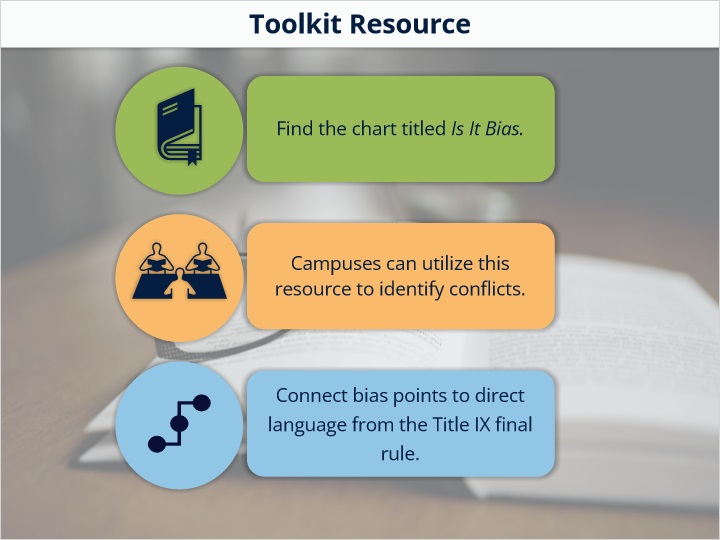 Toolkit Resource
Find the chart titled Is It Bias.
Campuses can utilize this
resource to identify conflicts.
Connect bias points to direct
language from the Title IX final
rule.